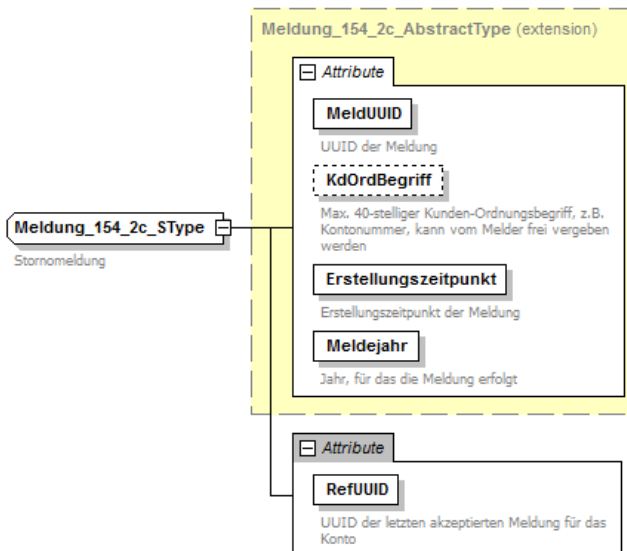 Meldung_154_2c_AbstractType (extension)
Attribute
MeldUUID
UUID der Meldung
KdOrdBegriff
Max. 40-stelliger Kunden-Ordnungsbegriff, z.B.
Kontonummer, kann vom Melder frei vergeben
werden
Meldung_154_2c_SType
Stornomeldung
Erstellungszeitpunkt
Erstellungszeitpunkt der Meldung
Meldejahr
Jahr, für das die Meldung erfolgt
Attribute
RefUUID
UUID der letzten akzeptierten Meldung für das
Konto